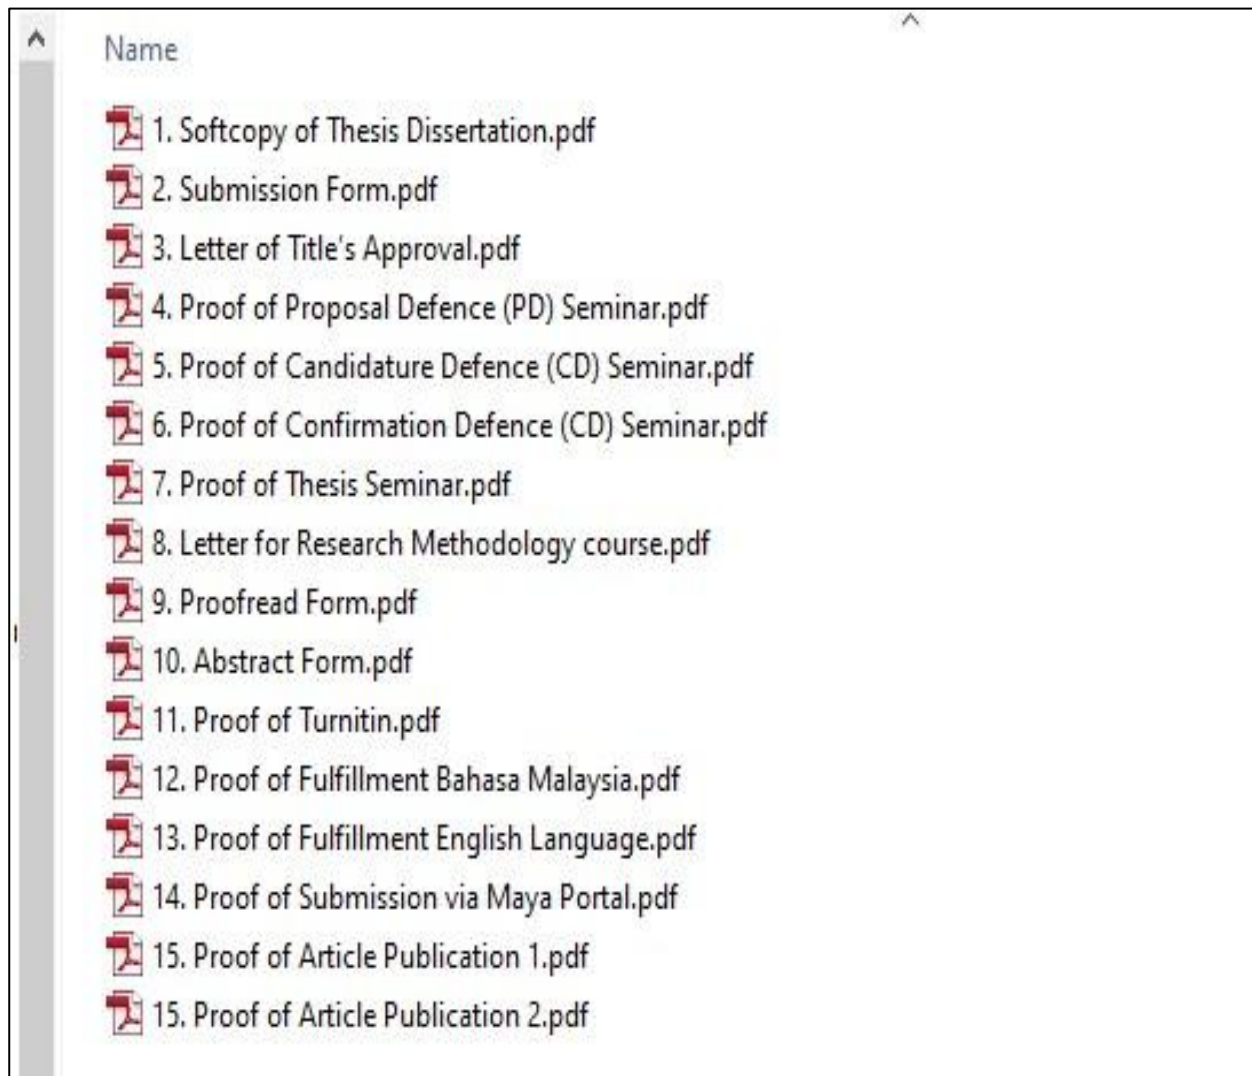 Name
1. Softcopy of Thesis Dissertation.pdf
2. Submission Form.pdf
3. Letter of Title's Approval.pdf
4. Proof of Proposal Defence (PD) Seminar.pdf
5. Proof of Candidature Defence (CD) Seminar.pdf
6. Proof of Confirmation Defence (CD) Seminar.pdf
7. Proof of Thesis Seminar.pdf
8. Letter for Research Methodology course.pdf
9. Proofread Form.pdf
10. Abstract Form.pdf
11. Proof of Turnitin.pdf
12. Proof of Fulfillment Bahasa Malaysia.pdf
13. Proof of Fulfillment English Language.pdf
14. Proof of Submission via Maya Portal.pdf
15. Proof of Article Publication 1.pdf
15. Proof of Article Publication 2.pdf